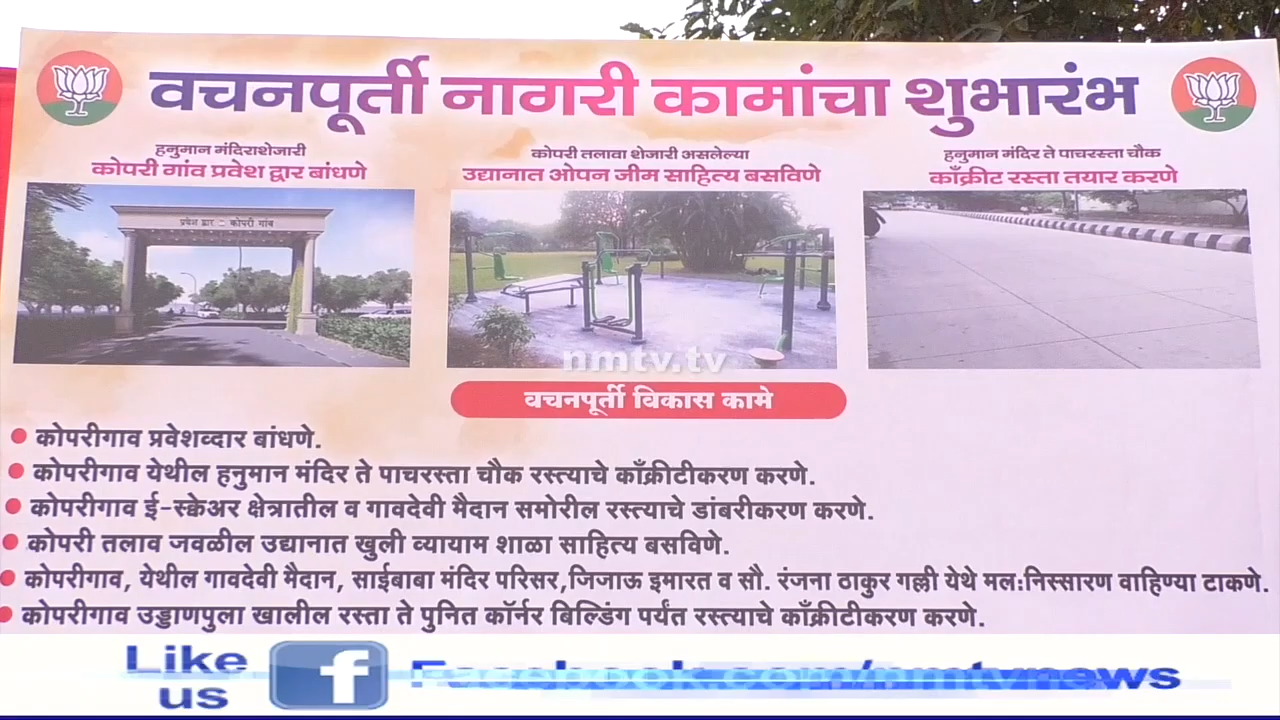 वचनपूर्ती नागरी कामांचा शुभारंभ
हनुमान मंदिराशेजारी
कोपरी गांव प्रवेश द्वार बांधणे
कोपरी तलावा शेजारी असलेल्या
उद्यानात ओपन जीम साहित्य बसविणे
हनुमान मंदिर ते पाचरस्ता चौक
काँक्रीट रस्ता तयार करणे
प्रवेश द्वार - कोपरी गांव
nmtv.tv
वचनपूर्ती विकास कामे
कोपरीगाव प्रवेशव्दार बांधणे.
कोपरीगाव येथील हनुमान मंदिर ते पाचरस्ता चौक रस्त्याचे काँक्रीटीकरण करणे.
कोपरीगाव ई-स्क्वेअर क्षेत्रातील व गावदेवी मैदान समोरील रस्त्याचे डांबरीकरण करणे.
कोपरी तलाव जवळील उद्यानात खुली व्यायाम शाळा साहित्य बसविणे.
कोपरीगाव, येथील गावदेवी मैदान, साईबाबा मंदिर परिसर,जिजाऊ इमारत व सौ. रंजना ठाकुर गल्ली येथे मल:निस्सारण वाहिण्या टाकणे.
कोपरीगाव उड्डाणपुला खालील रस्ता ते पुनित कॉर्नर बिल्डिंग पर्यंत रस्त्याचे काँक्रीटीकरण करणे.
Like us
f
Facebook.com/nmtvnews